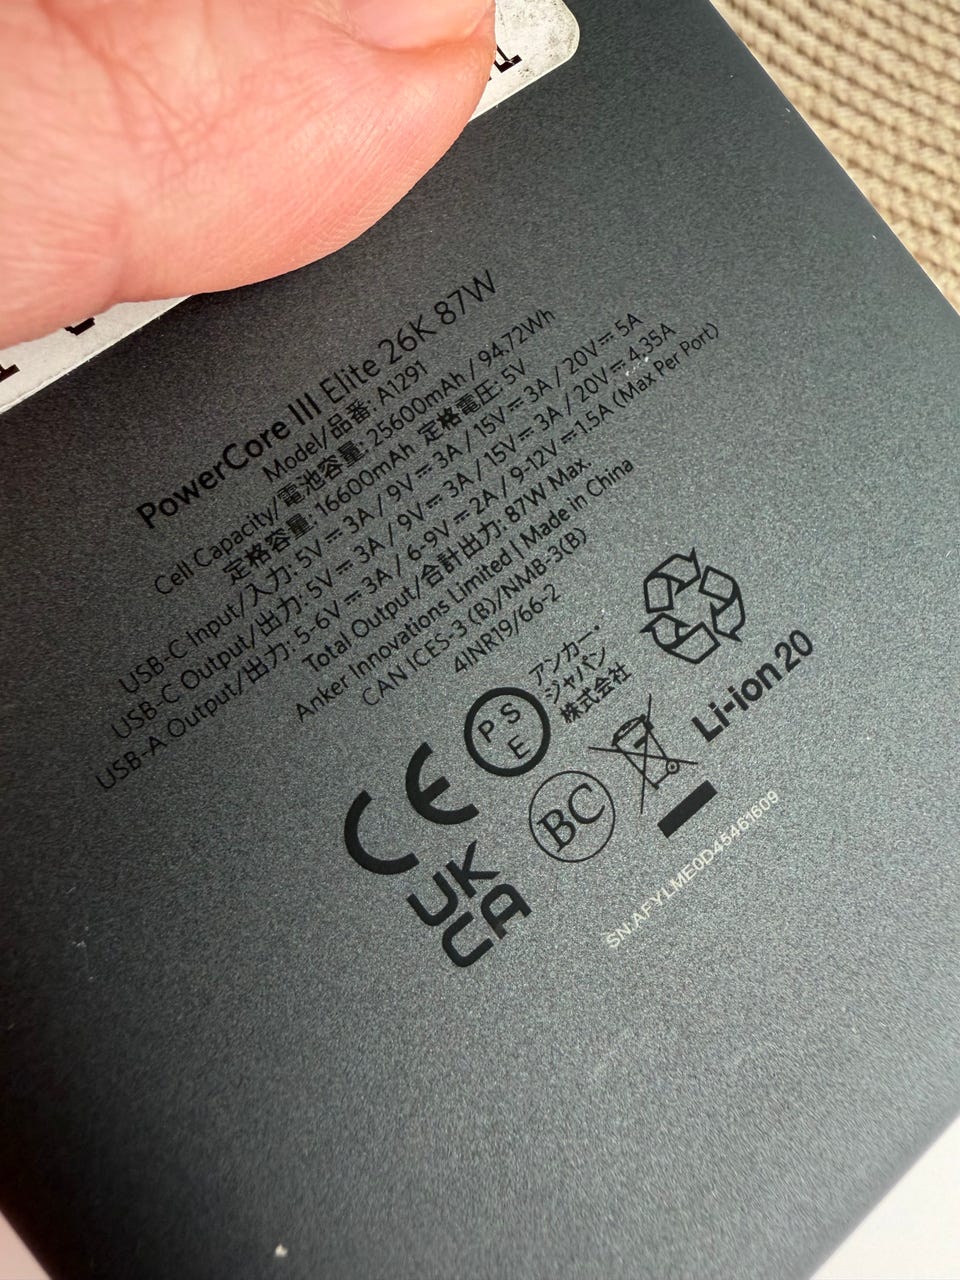 PowerCore III Elite 26K 87W
Model/品番: A1291
Cell Capacity/電池容量: 25600mAh / 94.72Wh
定格容量: 16600mAh 定格電圧: 5V
USB-C Input/入力: 5V⎓3A / 9V⎓3A / 15V⎓3A / 20V⎓5A
USB-C Output/出力: 5V⎓3A / 9V⎓3A / 15V⎓3A / 20V⎓4.35A
USB-A Output/出力: 5-6V⎓3A / 6-9V⎓2A / 9-12V⎓1.5A (Max Per Port)
Total Output/合計出力: 87W Max.
Anker Innovations Limited | Made in China
CAN ICES-3 (B)/NMB-3(B)
4INR19/66-2
PSE
アンカー・
ジャパン
株式会社
CE
BC
Li-ion 20
UK
CA
SN:AFYLME0D45461609